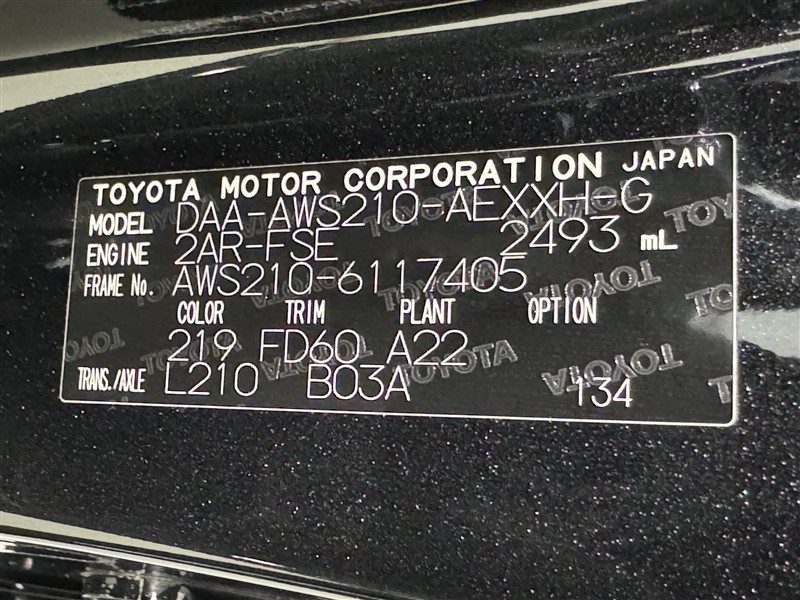 TOYOTA MOTOR CORPORATION JAPAN
MODEL DAA-AWS210-AEXXH-G
ENGINE 2AR-FSE 2493 mL
FRAME No. AWS210-6117405
COLOR TRIM PLANT OPTION
219 FD60 A22
TRANS./AXLE L210 B03A 134